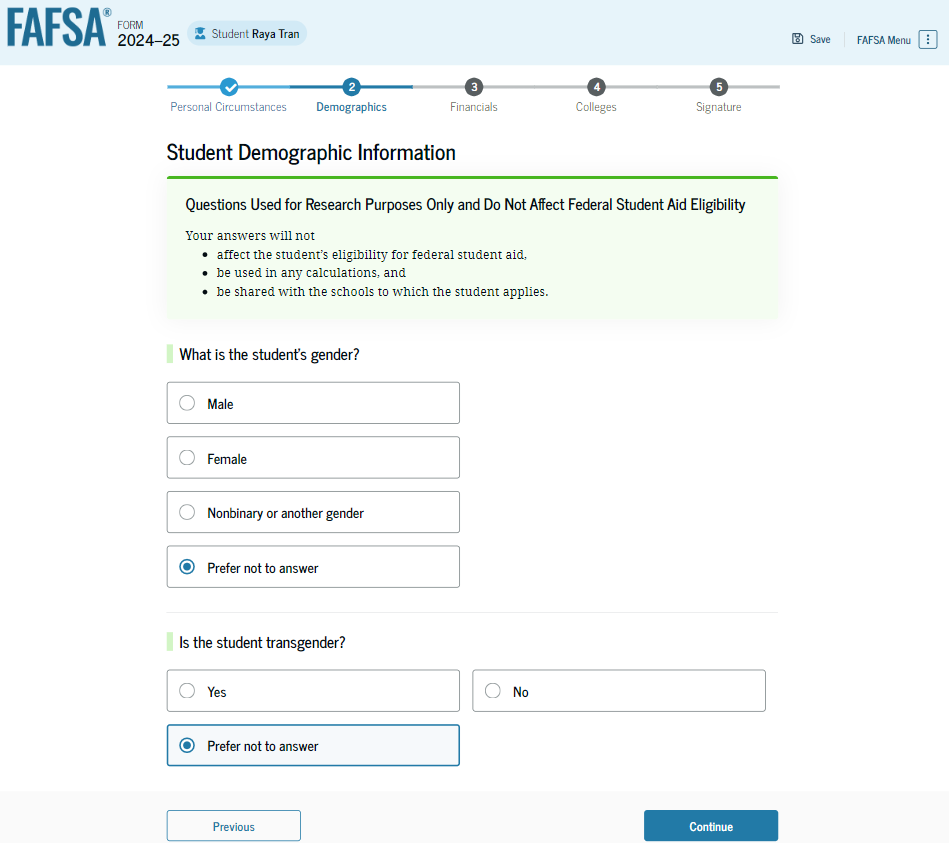 FAFSA®
FORM
2024–25
Student Raya Tran
Save
FAFSA Menu
2
3
4
5
Personal Circumstances
Demographics
Financials
Colleges
Signature
Student Demographic Information
Questions Used for Research Purposes Only and Do Not Affect Federal Student Aid Eligibility
Your answers will not
• affect the student's eligibility for federal student aid,
• be used in any calculations, and
• be shared with the schools to which the student applies.
What is the student's gender?
Male
Female
Nonbinary or another gender
Prefer not to answer
Is the student transgender?
Yes
No
Prefer not to answer
Previous
Continue